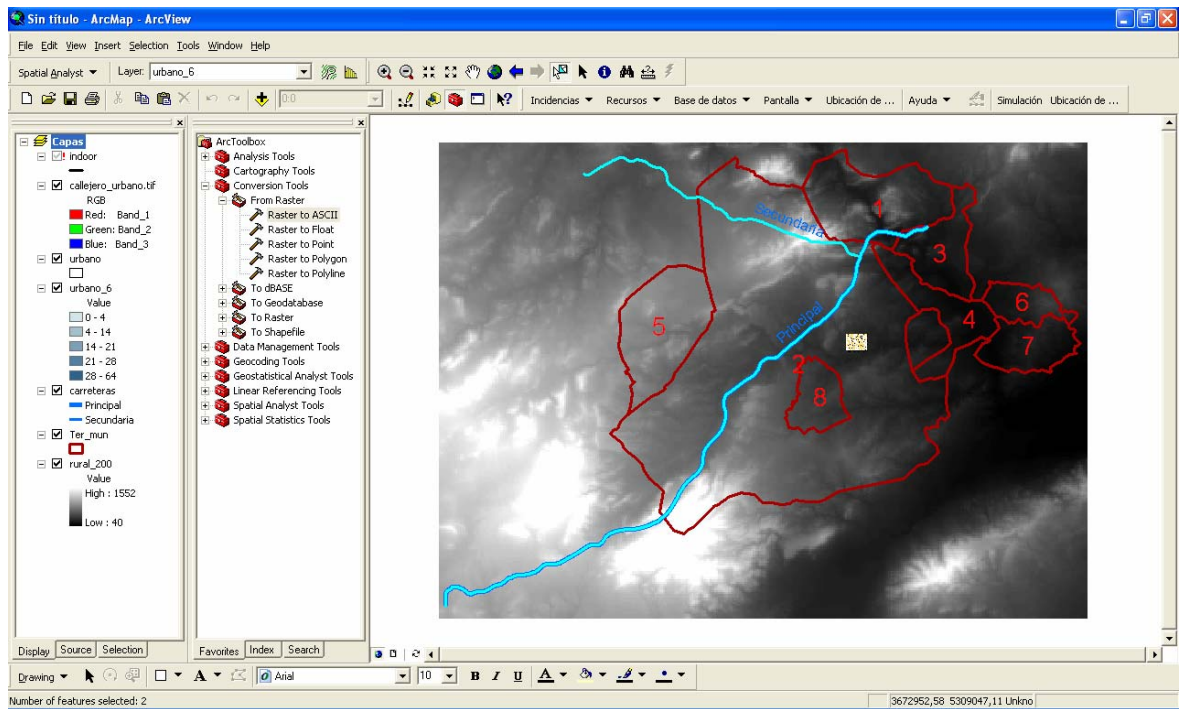 Sin título - ArcMap - ArcView
File Edit View Insert Selection Tools Window Help
Spatial Analyst Layer: urbano_6
0:0 Incidencias Recursos Base de datos Pantalla Ubicación de ... Ayuda Simulación Ubicación de ...
Capas
indoor
callejero_urbano.tif
RGB
Red: Band_1
Green: Band_2
Blue: Band_3
urbano
urbano_6
Value
0 - 4
4 - 14
14 - 21
21 - 28
28 - 64
carreteras
Principal
Secundaria
Ter_mun
rural_200
Value
High : 1552
Low : 40
Display Source Selection
ArcToolbox
Analysis Tools
Cartography Tools
Conversion Tools
From Raster
Raster to ASCII
Raster to Float
Raster to Point
Raster to Polygon
Raster to Polyline
To dBASE
To Geodatabase
To Raster
To Shapefile
Data Management Tools
Geocoding Tools
Geostatistical Analyst Tools
Linear Referencing Tools
Spatial Analyst Tools
Spatial Statistics Tools
Favorites Index Search
Secundaria
Principal
1
3
6
4
7
5
2
8
Drawing A Arial 10 B I U A
Number of features selected: 2
3672952,58 5309047,11 Unkno